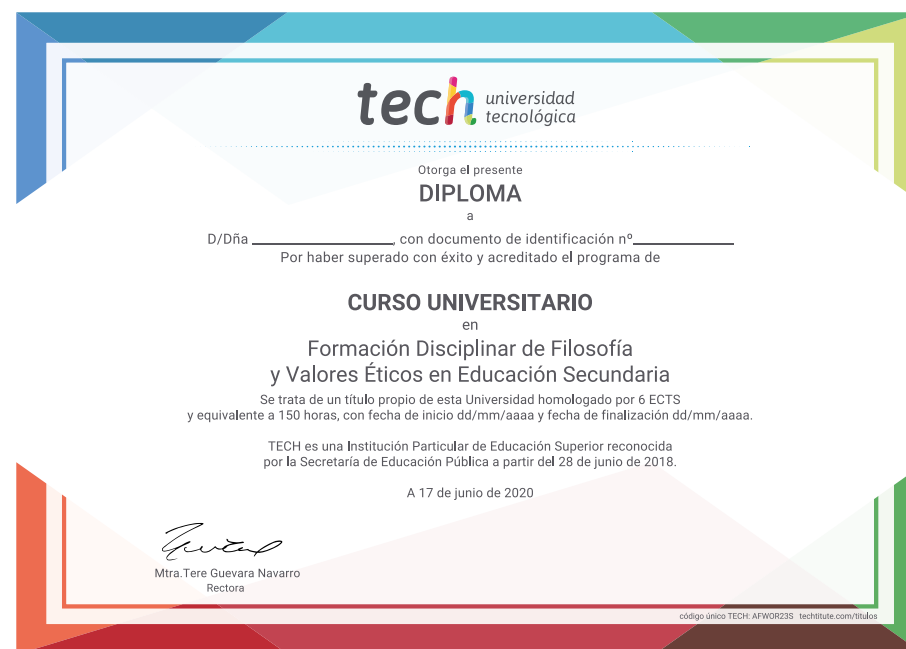 tech universidad
tecnológica
Otorga el presente
DIPLOMA
a
D/Dña ____________________, con documento de identificación nº______________
Por haber superado con éxito y acreditado el programa de
CURSO UNIVERSITARIO
en
Formación Disciplinar de Filosofía
y Valores Éticos en Educación Secundaria
Se trata de un título propio de esta Universidad homologado por 6 ECTS
y equivalente a 150 horas, con fecha de inicio dd/mm/aaaa y fecha de finalización dd/mm/aaaa.
TECH es una Institución Particular de Educación Superior reconocida
por la Secretaría de Educación Pública a partir del 28 de junio de 2018.
A 17 de junio de 2020
Mtra.Tere Guevara Navarro
Rectora
código único TECH: AFWOR23S techtitute.com/titulos